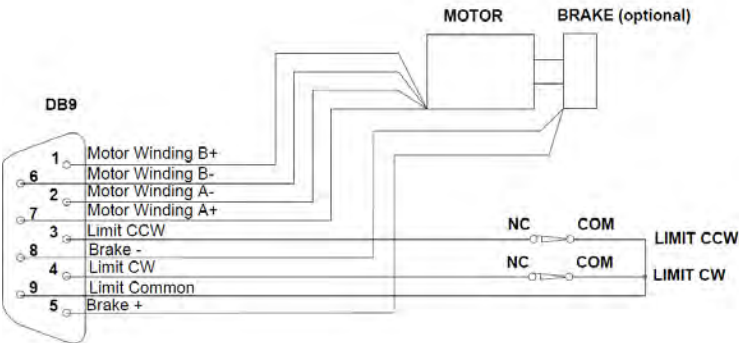 MOTOR
BRAKE (optional)
DB9
1 Motor Winding B+
6 Motor Winding B-
2 Motor Winding A-
7 Motor Winding A+
3 Limit CCW
8 Brake -
4 Limit CW
9 Limit Common
5 Brake +
NC COM
LIMIT CCW
NC COM
LIMIT CW